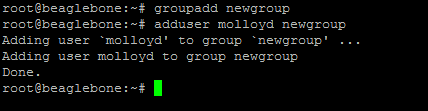 root@beaglebone:~# groupadd newgroup
root@beaglebone:~# adduser molloyd newgroup
Adding user `molloyd' to group `newgroup' ...
Adding user molloyd to group newgroup
Done.
root@beaglebone:~#